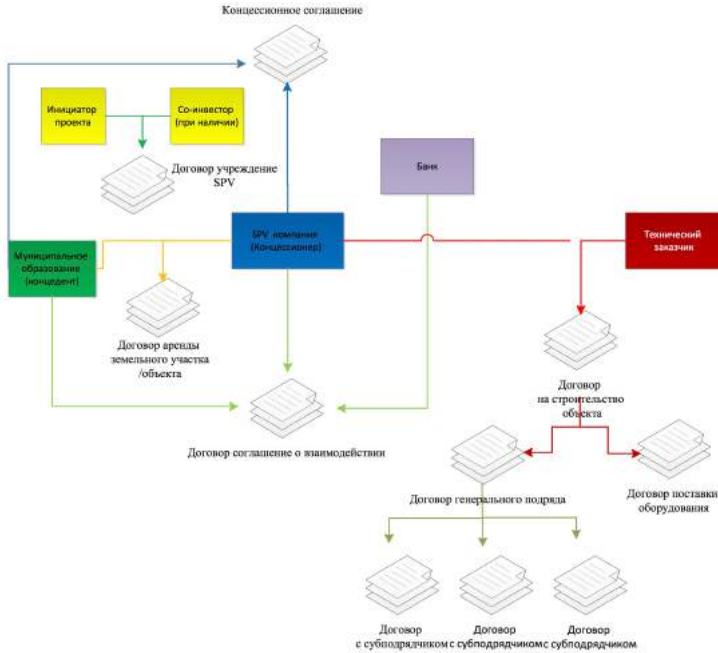 Концессионное соглашение
Инициатор
проекта
Со-инвестор
(при наличии)
Договор учреждение
SPV
Банк
SPV компания
(Концессионер)
Технический
заказчик
Муниципальное
образование
(концедент)
Договор аренды
земельного участка
/объекта
Договор
на строительство
объекта
Договор соглашение о взаимодействии
Договор генерального подряда
Договор поставки
оборудования
Договор
с субподрядчиком
Договор
с субподрядчиком
Договор
с субподрядчиком